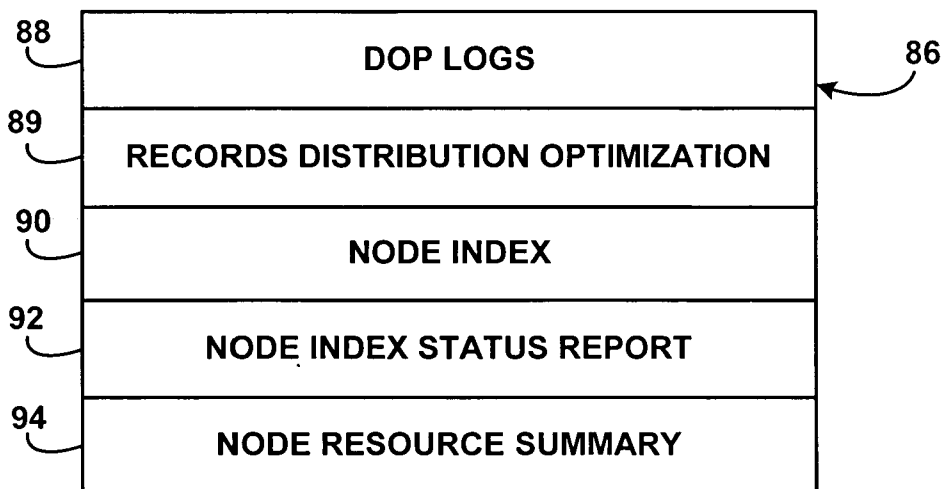 88
DOP LOGS
86
89
RECORDS DISTRIBUTION OPTIMIZATION
90
NODE INDEX
92
NODE INDEX STATUS REPORT
94
NODE RESOURCE SUMMARY